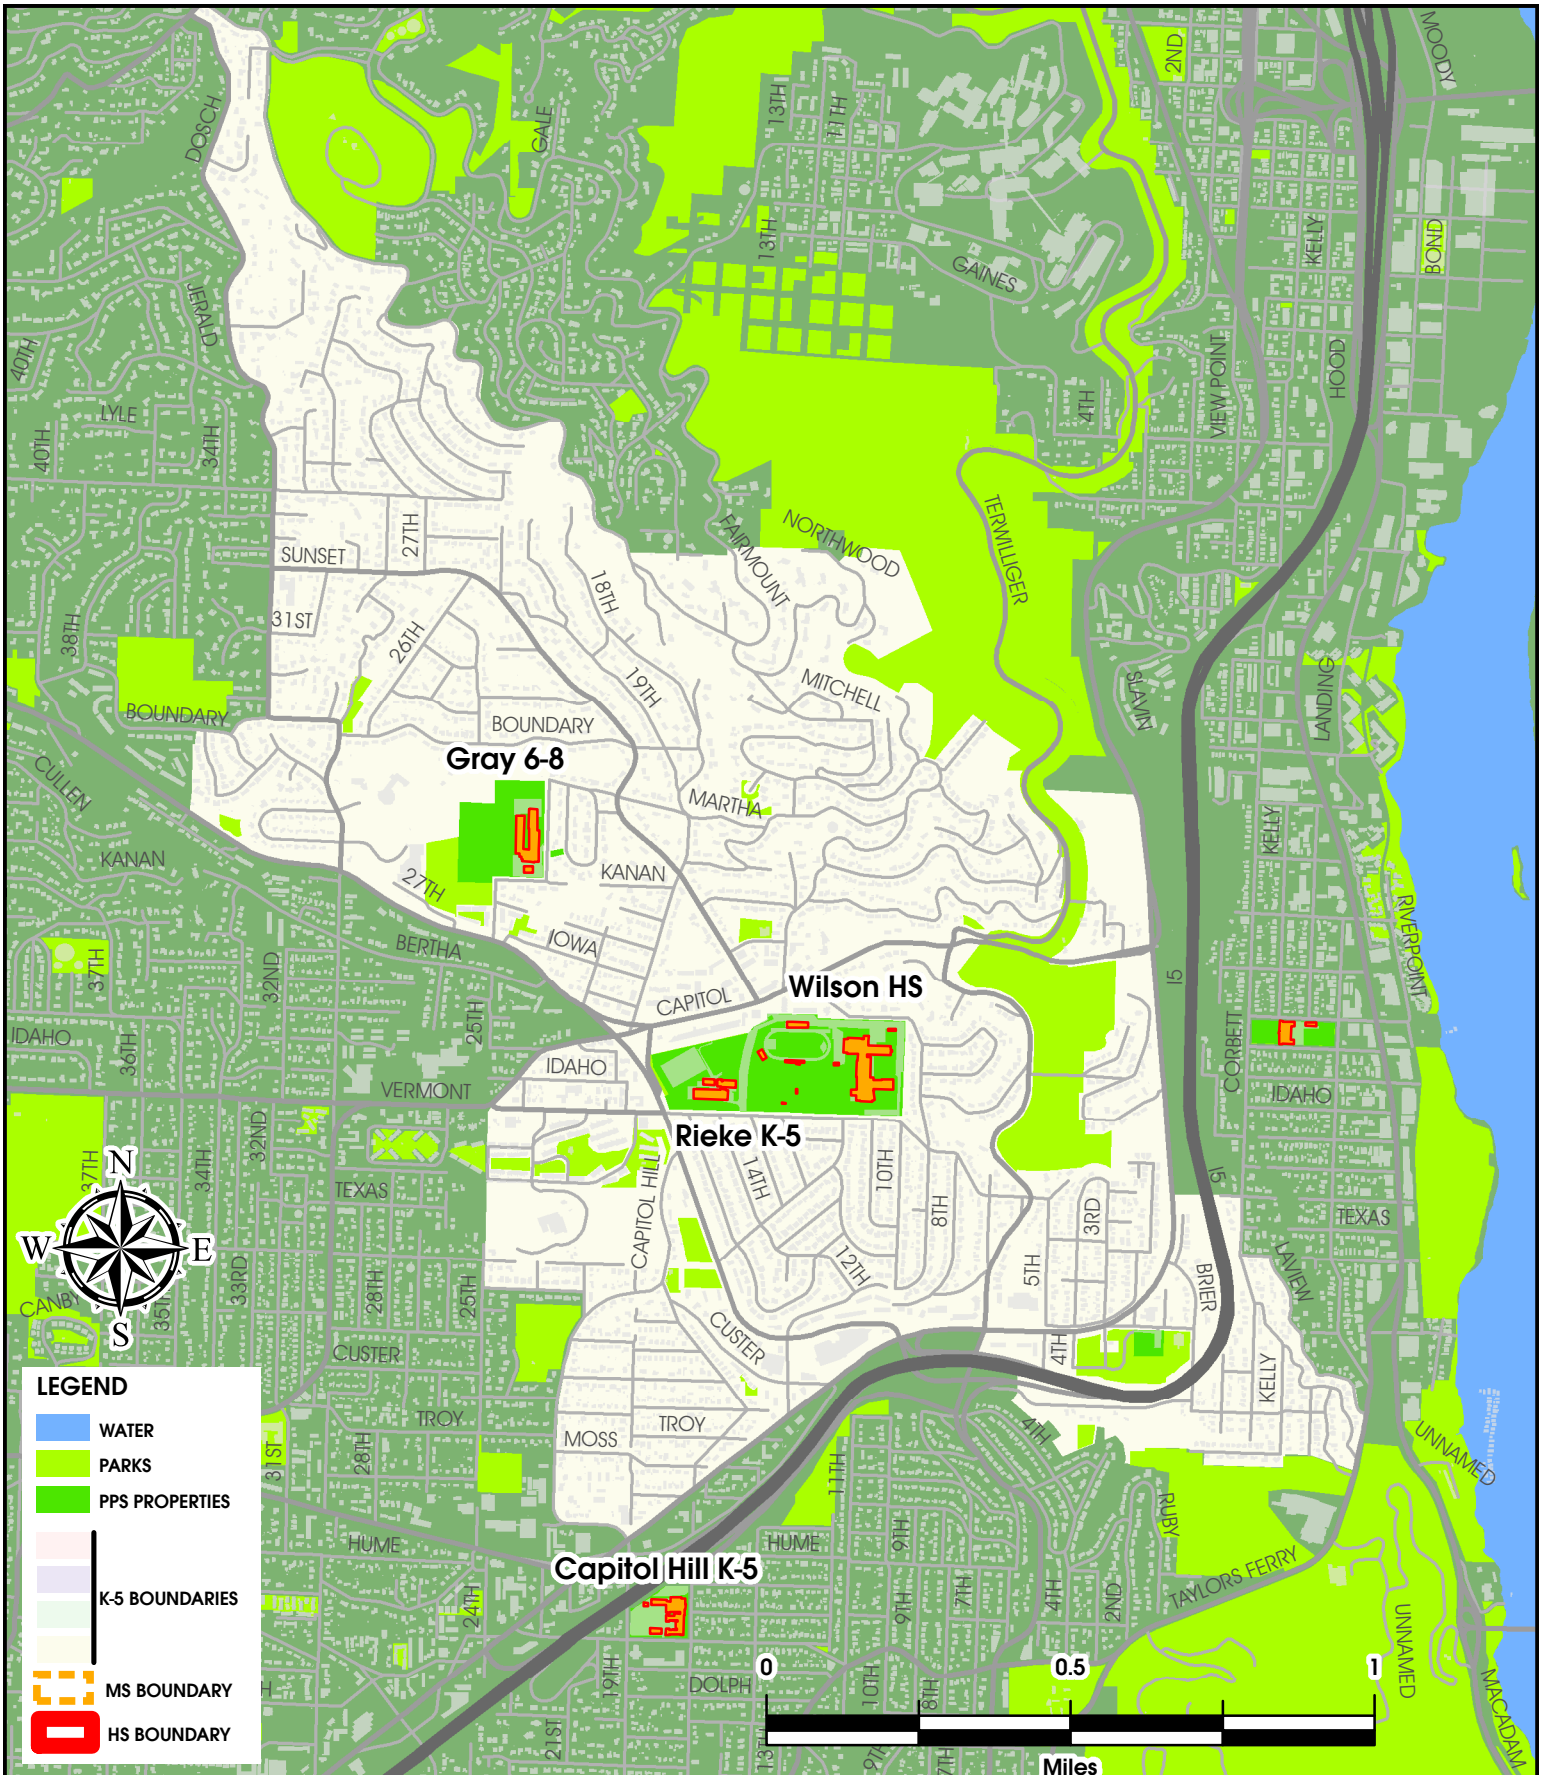 MOODY
2ND
DOSCH
GALE
13TH
11TH
13TH
KELLY
BOND
GAINES
JERALD
40TH
VIEW POINT
HOOD
LYLE
4TH
40TH
34TH
27TH
SUNSET
FAIRMOUNT
NORTHWOOD
TERWILLIGER
18TH
31ST
38TH
26TH
19TH
MITCHELL
SLAVIN
LANDING
BOUNDARY
BOUNDARY
Gray 6-8
CULLEN
MARTHA
KELLY
KANAN
KANAN
27TH
RIVERPOINT
BERTHA
IOWA
37TH
32ND
I5
CAPITOL
Wilson HS
25TH
IDAHO
36TH
CORBETT
IDAHO
VERMONT
IDAHO
Rieke K-5
32ND
34TH
37TH
N
W
E
S
TEXAS
CAPITOL HILL
14TH
10TH
8TH
3RD
I5
TEXAS
33RD
28TH
25TH
12TH
5TH
BRIER
LAVIEW
CANBY
35TH
CUSTER
CUSTER
4TH
KELLY
TROY
TROY
MOSS
4TH
UNNAMED
31ST
28TH
11TH
RUBY
HUME
HUME
9TH
Capitol Hill K-5
TAYLORS FERRY
24TH
9TH
7TH
4TH
2ND
UNNAMED
19TH
DOLPH
10TH
8TH
MACADAM
21ST
13TH
9TH
7TH
H
LEGEND
WATER
PARKS
PPS PROPERTIES
K-5 BOUNDARIES
MS BOUNDARY
HS BOUNDARY
0
0.5
1
Miles